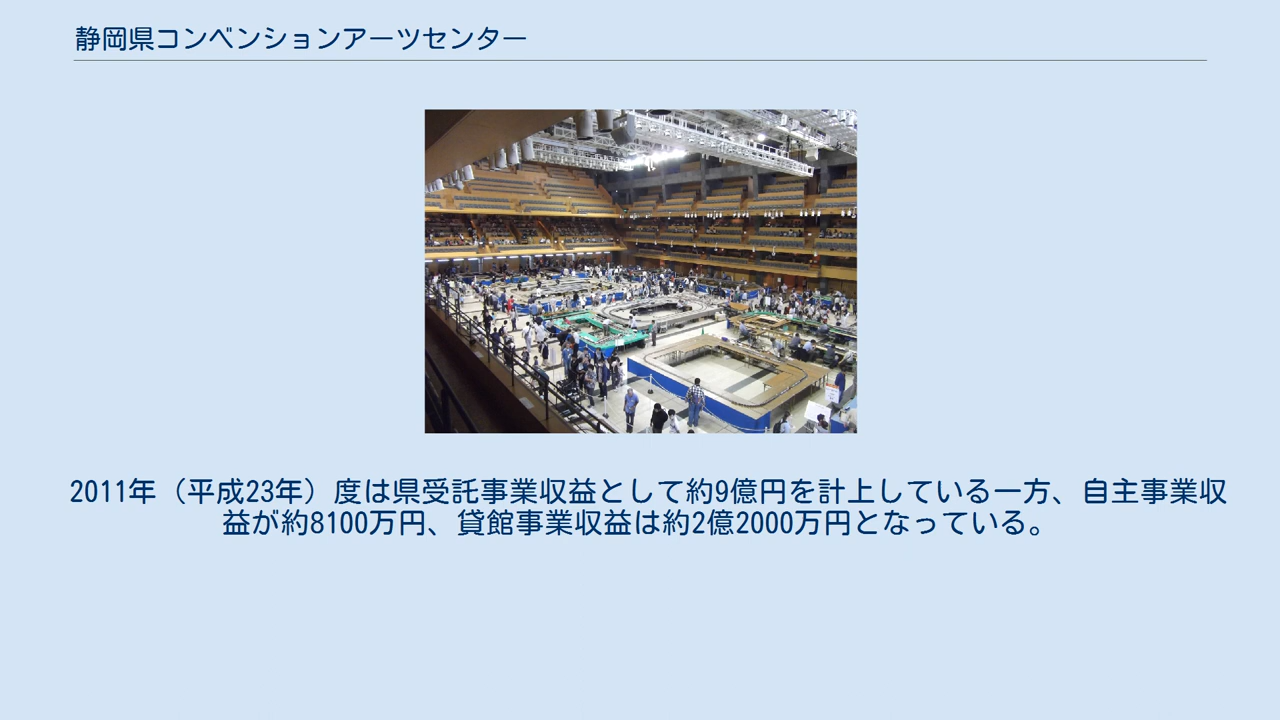 静岡県コンベンションアーツセンター
2011年（平成23年）度は県受託事業収益として約9億円を計上している一方、自主事業収
益が約8100万円、貸館事業収益は約2億2000万円となっている。